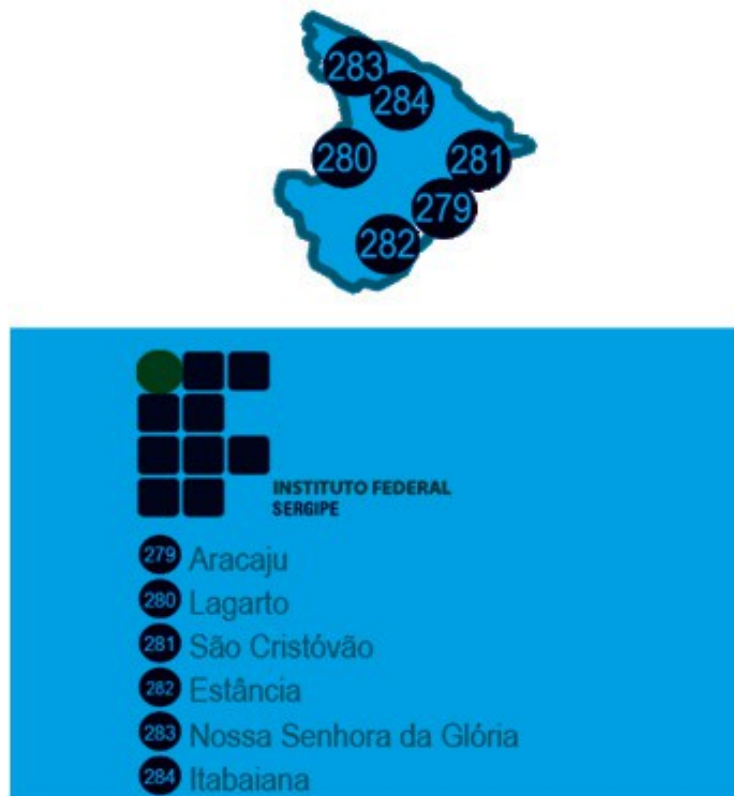 283
284
280 281
279
282
INSTITUTO FEDERAL
SERGIPE
279 Aracaju
280 Lagarto
281 São Cristóvão
282 Estância
283 Nossa Senhora da Glória
284 Itabaiana